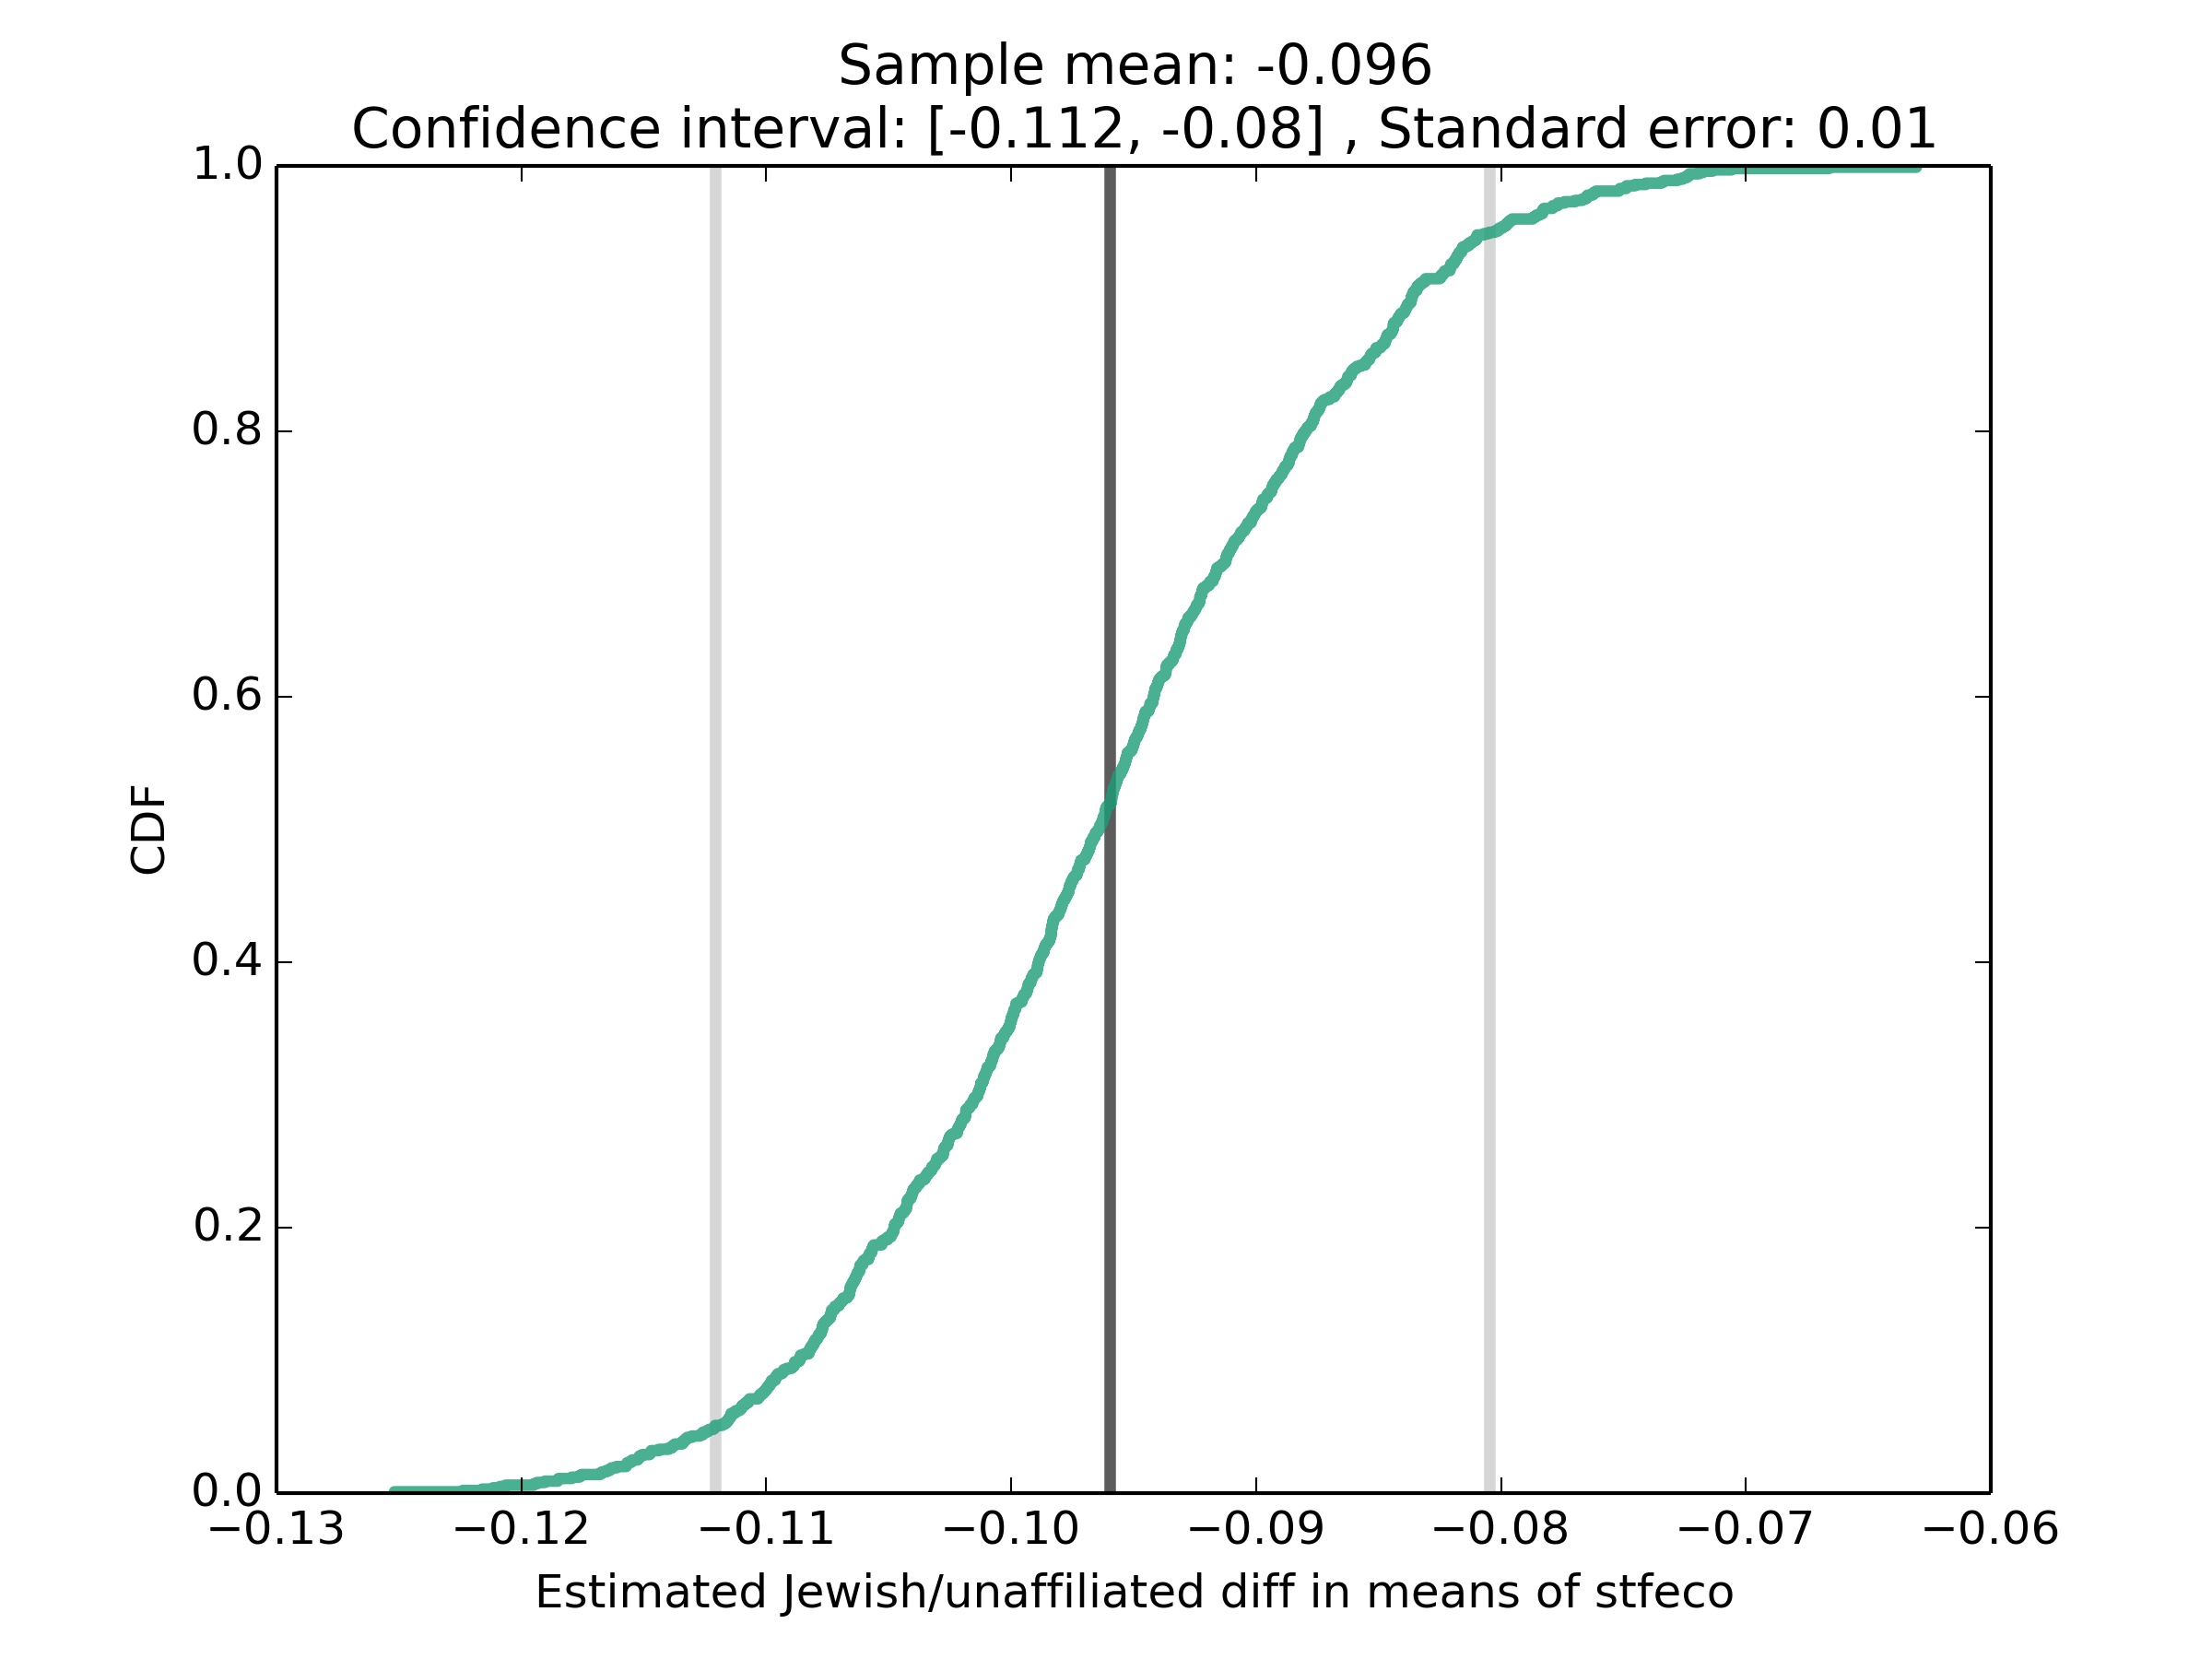 Sample mean: -0.096
Confidence interval: [-0.112, -0.08] , Standard error: 0.01
1.0
0.8
0.6
0.4
0.2
0.0
CDF
−0.13 −0.12 −0.11 −0.10 −0.09 −0.08 −0.07 −0.06
Estimated Jewish/unaffiliated diff in means of stfeco